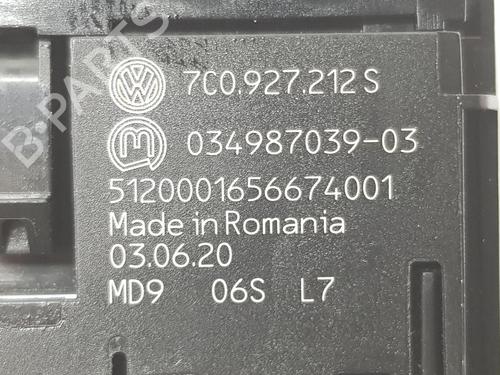 B-PARTS
7C0.927.212 S
034987039-03
5120001656674001
Made in Romania
03.06.20
MD9 06S L7